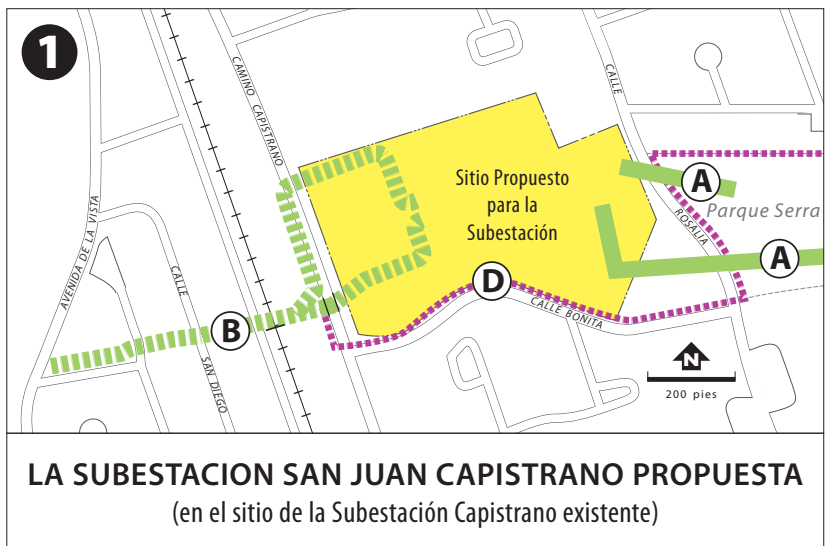 1
CAMINO CAPISTRANO
CALLE
ROSALIA
Sitio Propuesto
para la
Subestación
A
Parque Serra
A
AVENIDA DE LA VISTA
CALLE
SAN DIEGO
B
D
CALLE BONITA
N
200 pies
LA SUBESTACION SAN JUAN CAPISTRANO PROPUESTA
(en el sitio de la Subestación Capistrano existente)